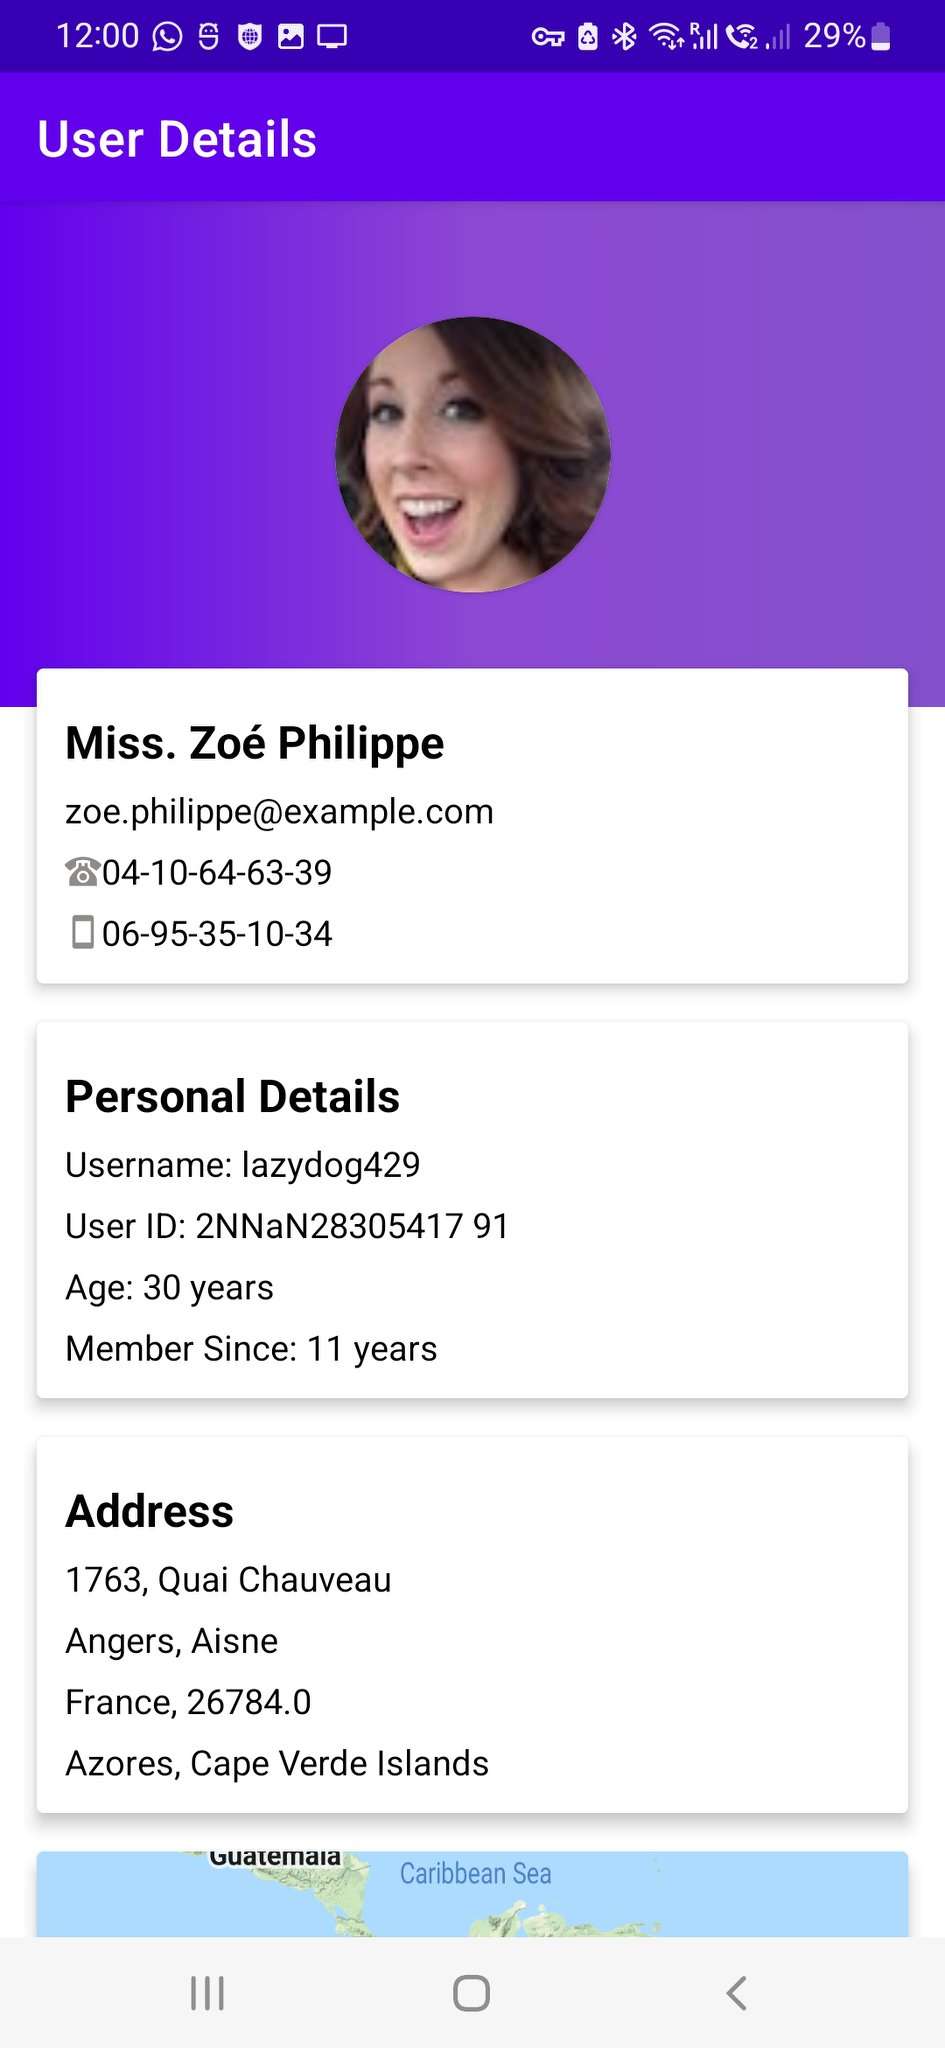 12:00
29%
User Details
Miss. Zoé Philippe
zoe.philippe@example.com
04-10-64-63-39
06-95-35-10-34
Personal Details
Username: lazydog429
User ID: 2NNaN28305417 91
Age: 30 years
Member Since: 11 years
Address
1763, Quai Chauveau
Angers, Aisne
France, 26784.0
Azores, Cape Verde Islands
Guatemala
Caribbean Sea